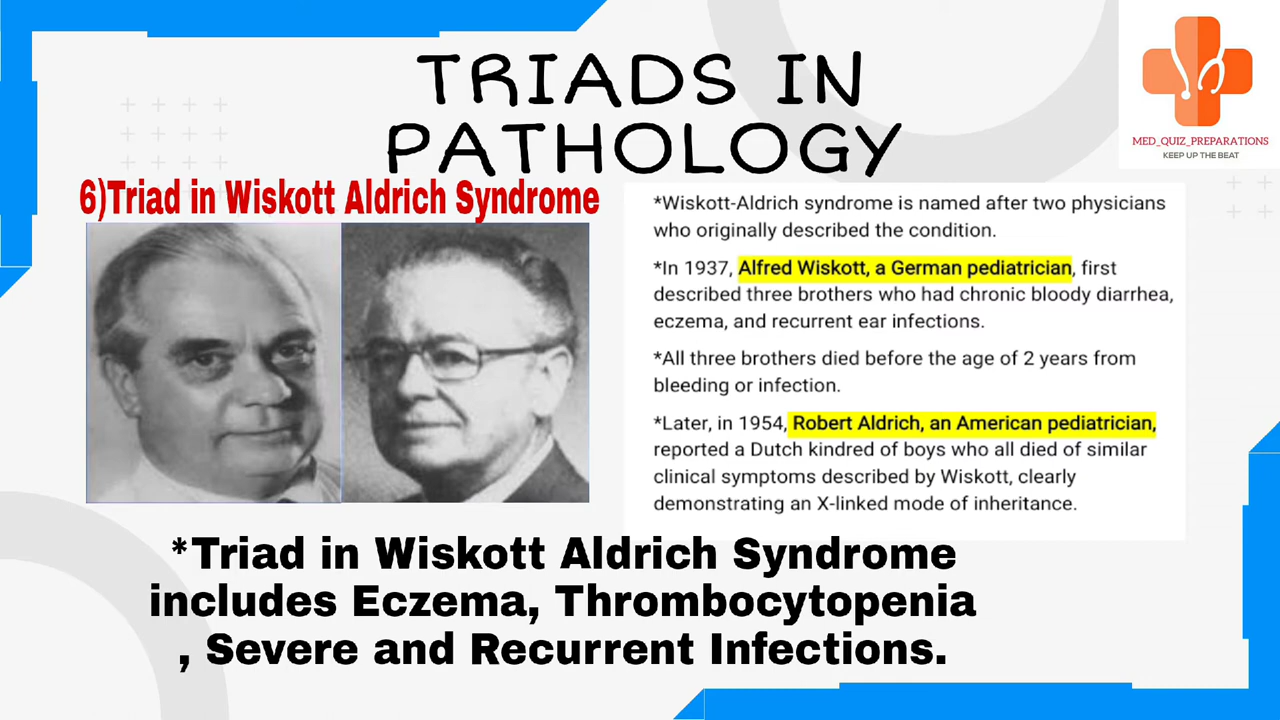 TRIADS IN
PATHOLOGY
MED_QUIZ_PREPARATIONS
KEEP UP THE BEAT
6)Triad in Wiskott Aldrich Syndrome
*Wiskott-Aldrich syndrome is named after two physicians
who originally described the condition.
*In 1937, Alfred Wiskott, a German pediatrician, first
described three brothers who had chronic bloody diarrhea,
eczema, and recurrent ear infections.
*All three brothers died before the age of 2 years from
bleeding or infection.
*Later, in 1954, Robert Aldrich, an American pediatrician,
reported a Dutch kindred of boys who all died of similar
clinical symptoms described by Wiskott, clearly
demonstrating an X-linked mode of inheritance.
*Triad in Wiskott Aldrich Syndrome
includes Eczema, Thrombocytopenia
, Severe and Recurrent Infections.